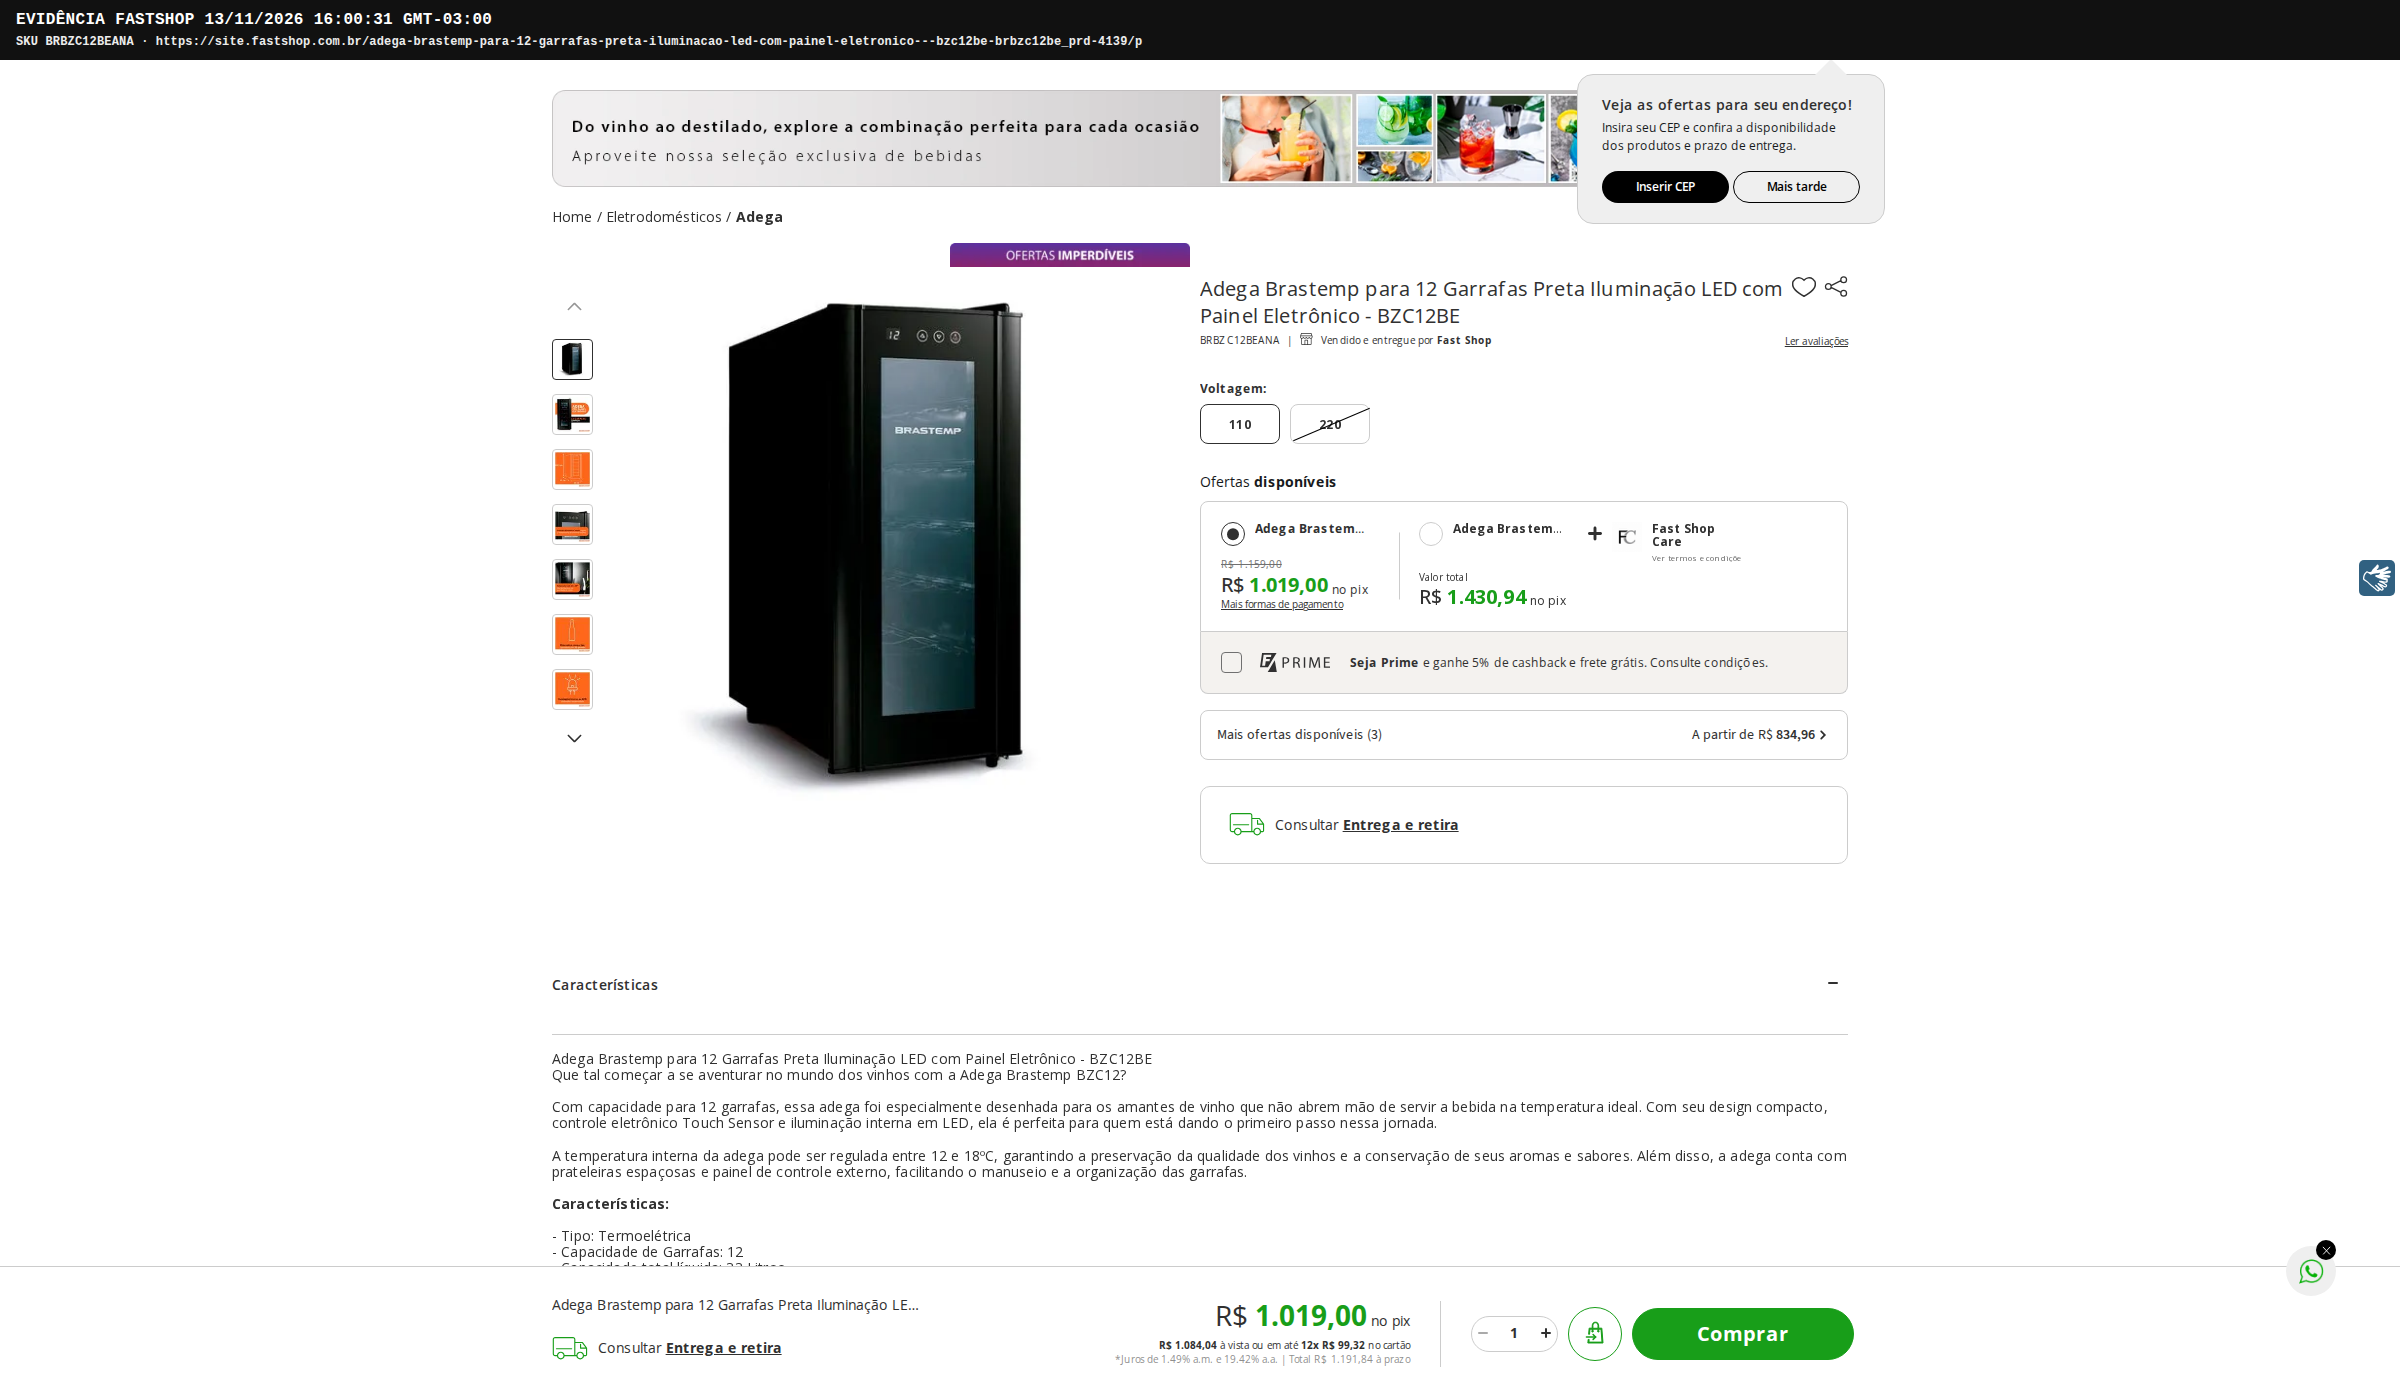 EVIDÊNCIA FASTSHOP 13/11/2026 16:00:31 GMT-03:00
SKU BRBZC12BEANA · https://site.fastshop.com.br/adega-brastemp-para-12-garrafas-preta-iluminacao-led-com-painel-eletronico---bzc12be-brbzc12be_prd-4139/p
Do vinho ao destilado, explore a combinação perfeita para cada ocasião
Aproveite nossa seleção exclusiva de bebidas
Veja as ofertas para seu endereço!
Insira seu CEP e confira a disponibilidade
dos produtos e prazo de entrega.
Inserir CEP
Mais tarde
Home / Eletrodomésticos / Adega
OFERTAS IMPERDÍVEIS
12
BRASTEMP
Adega Brastemp para 12 Garrafas Preta Iluminação LED com
Painel Eletrônico - BZC12BE
BRBZC12BEANA | Vendido e entregue por Fast Shop
Ler avaliações
Voltagem:
110
220
Ofertas disponíveis
Adega Brastem...
R$ 1.159,00
R$ 1.019,00 no pix
Mais formas de pagamento
Adega Brastem...
+
FC
Fast Shop
Care
Ver termos e condiçõe
Valor total
R$ 1.430,94 no pix
PRIME
Seja Prime e ganhe 5% de cashback e frete grátis. Consulte condições.
Mais ofertas disponíveis (3)
A partir de R$ 834,96
Consultar Entrega e retira
Características
Adega Brastemp para 12 Garrafas Preta Iluminação LED com Painel Eletrônico - BZC12BE
Que tal começar a se aventurar no mundo dos vinhos com a Adega Brastemp BZC12?
Com capacidade para 12 garrafas, essa adega foi especialmente desenhada para os amantes de vinho que não abrem mão de servir a bebida na temperatura ideal. Com seu design compacto,
controle eletrônico Touch Sensor e iluminação interna em LED, ela é perfeita para quem está dando o primeiro passo nessa jornada.
A temperatura interna da adega pode ser regulada entre 12 e 18ºC, garantindo a preservação da qualidade dos vinhos e a conservação de seus aromas e sabores. Além disso, a adega conta com
prateleiras espaçosas e painel de controle externo, facilitando o manuseio e a organização das garrafas.
Características:
- Tipo: Termoelétrica
- Capacidade de Garrafas: 12
Adega Brastemp para 12 Garrafas Preta Iluminação LE...
Consultar Entrega e retira
R$ 1.019,00 no pix
R$ 1.084,04 à vista ou em até 12x R$ 99,32 no cartão
*Juros de 1.49% a.m. e 19.42% a.a. | Total R$ 1.191,84 à prazo
1
Comprar